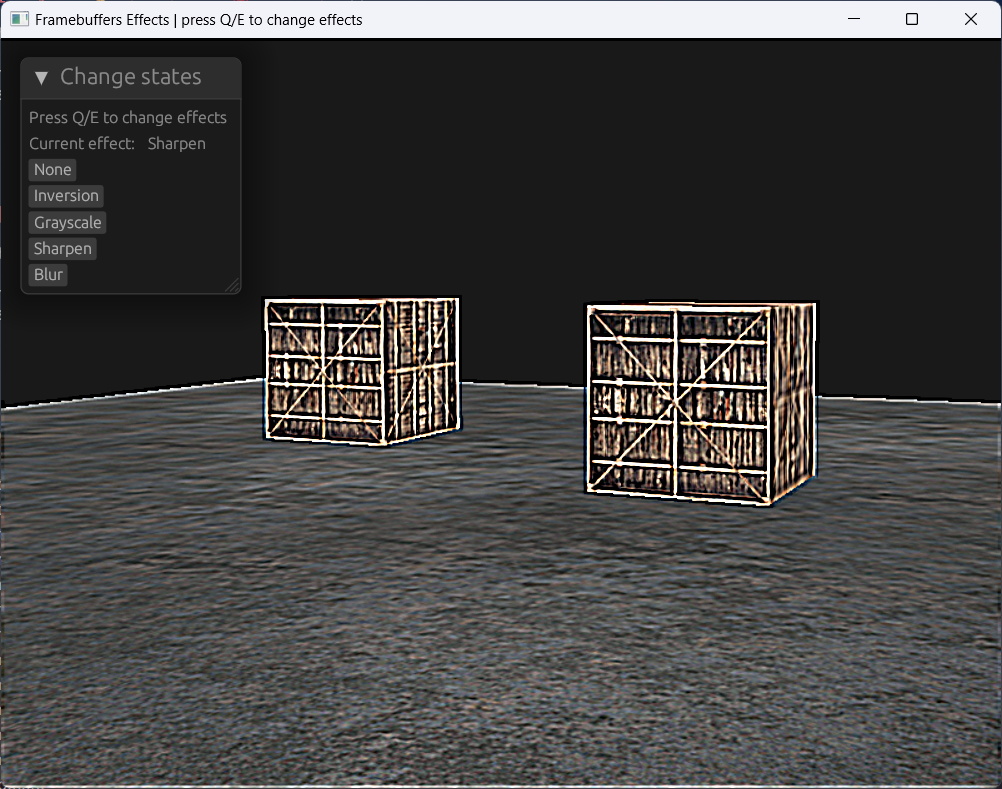 Framebuffers Effects | press Q/E to change effects
Change states
Press Q/E to change effects
Current effect: Sharpen
None
Inversion
Grayscale
Sharpen
Blur